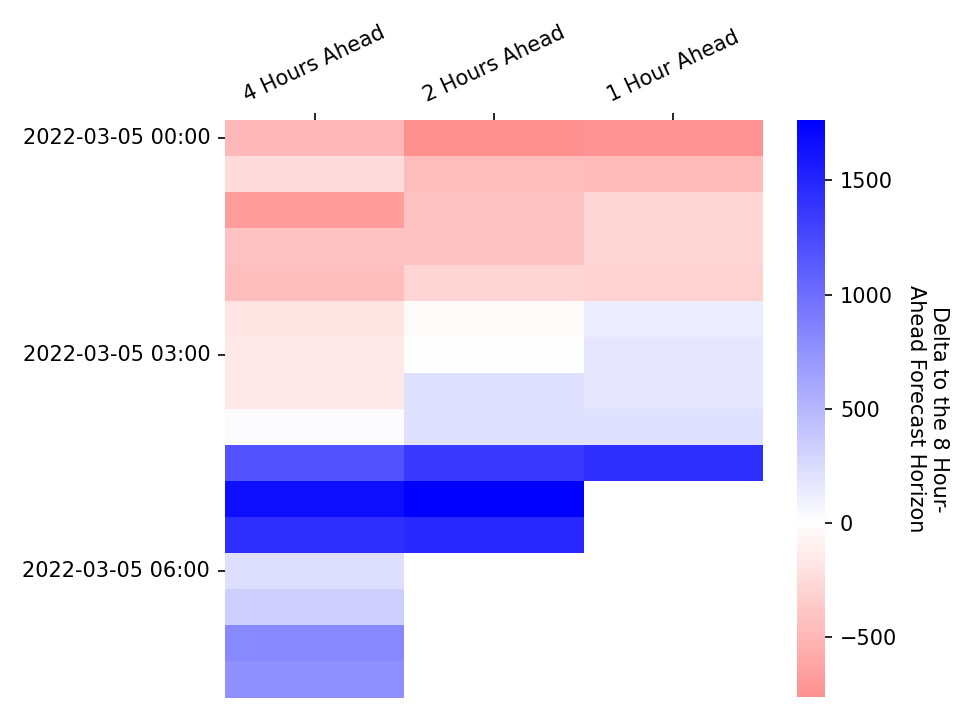 4 Hours Ahead
2 Hours Ahead
1 Hour Ahead
2022-03-05 00:00
2022-03-05 03:00
2022-03-05 06:00
1500
1000
500
0
−500
Delta to the 8 Hour-
Ahead Forecast Horizon